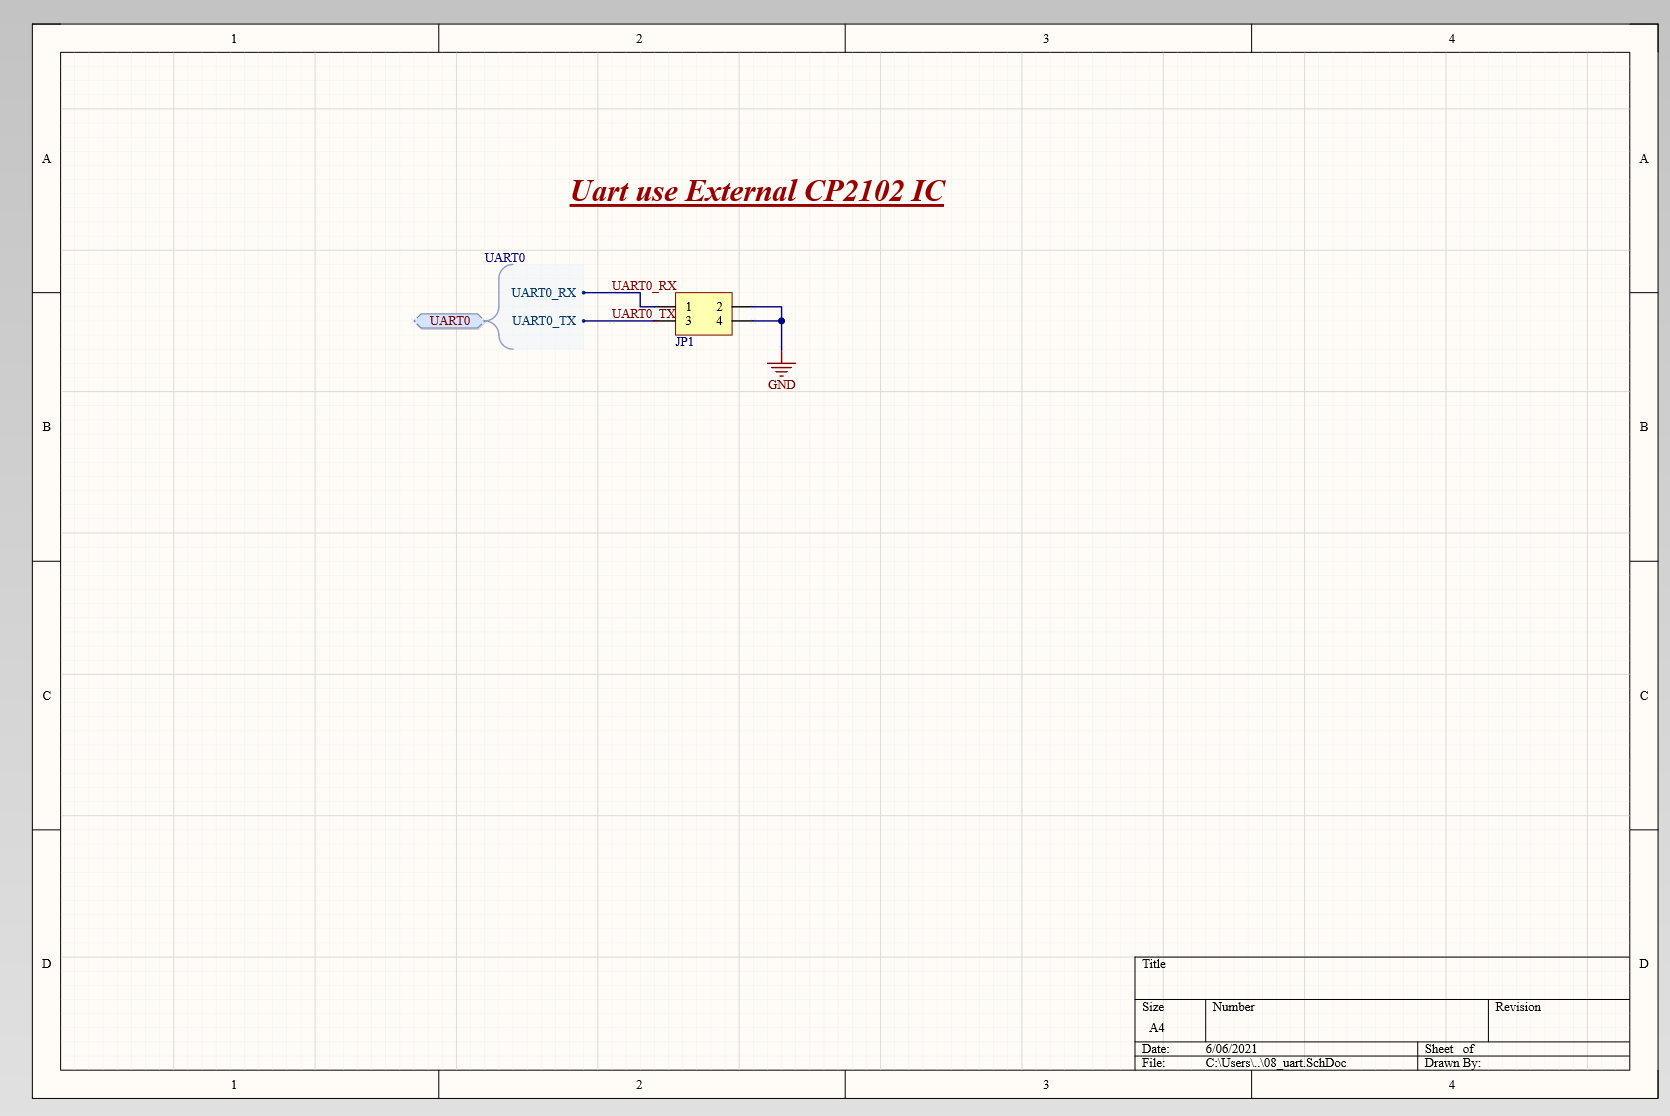 1 2 3 4
A A
Uart use External CP2102 IC
UART0
UART0_RX UART0_RX
1 2
UART0 UART0_TX UART0_TX 3 4
JP1
GND
B B
C C
D D
Title
Size Number Revision
A4
Date: 6/06/2021 Sheet of
File: C:\Users\..\08_uart.SchDoc Drawn By:
1 2 3 4